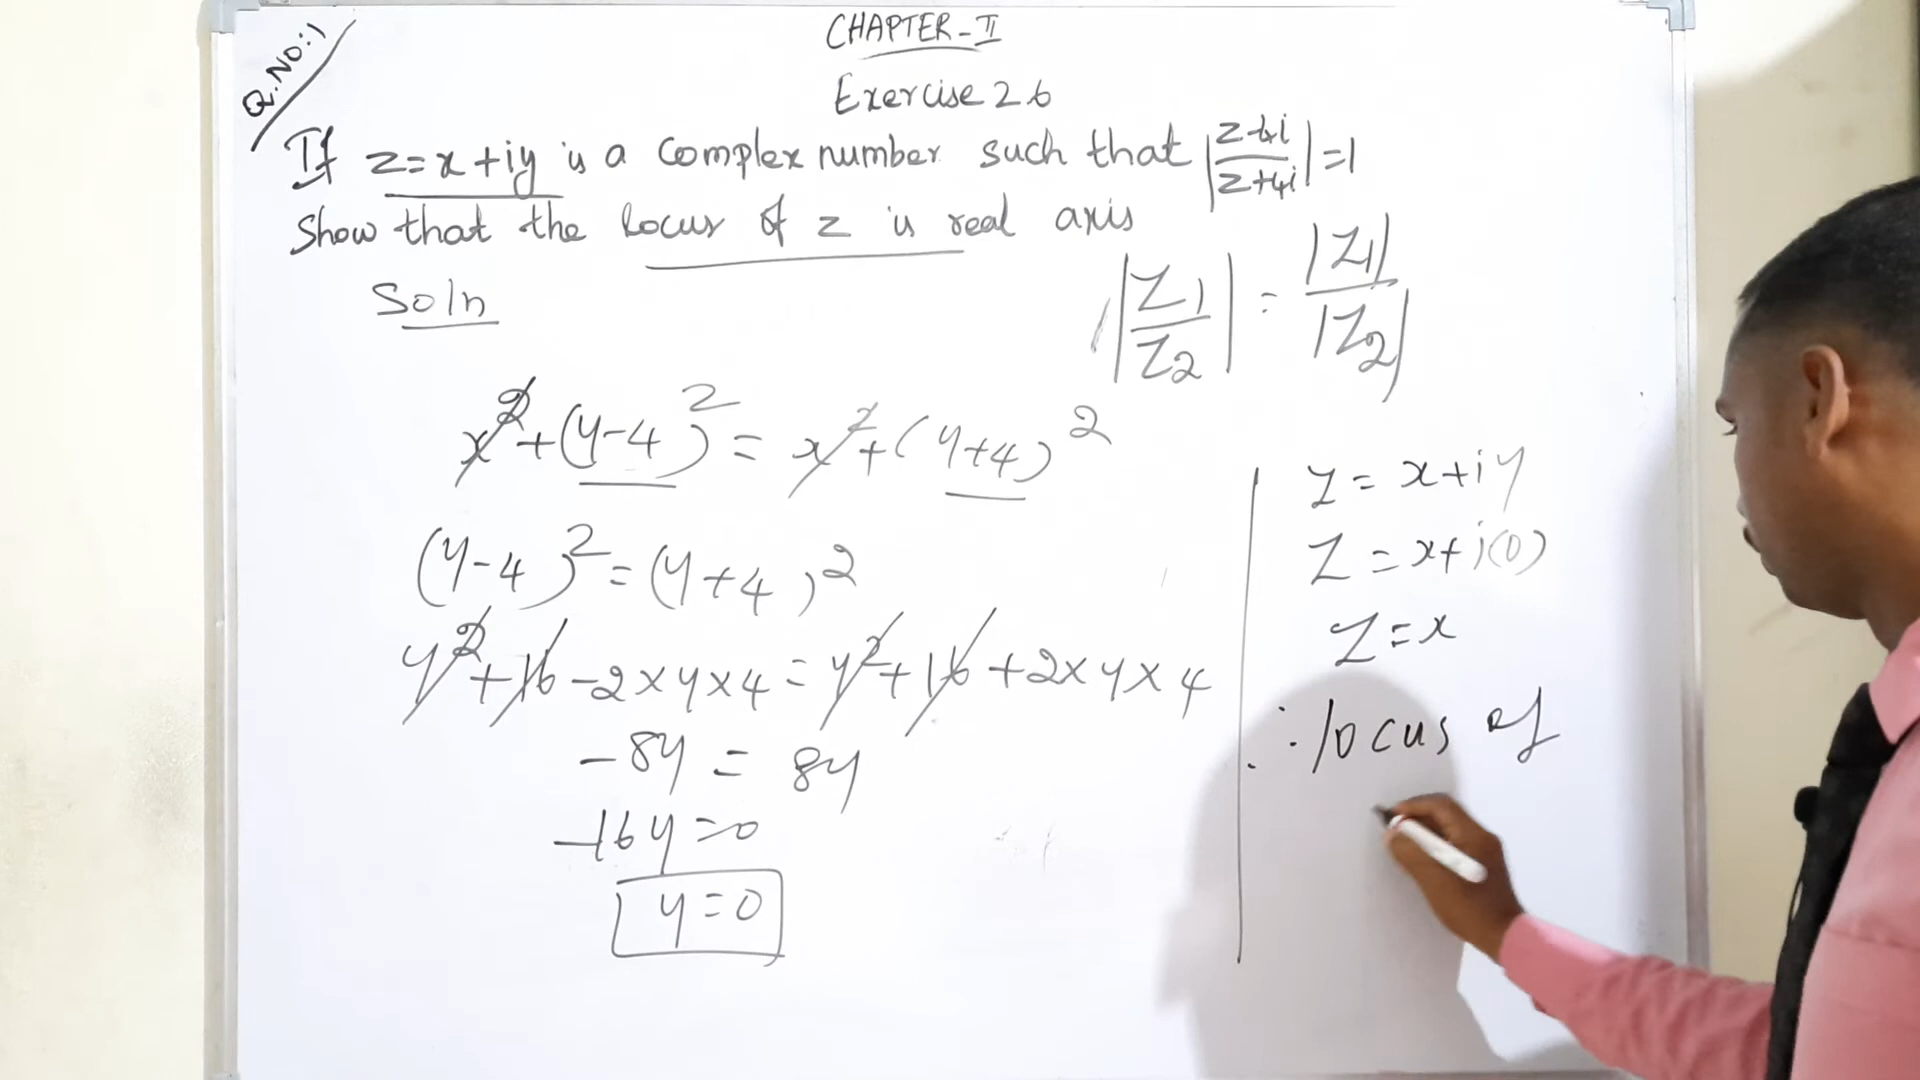 Q.NO:1
CHAPTER-II
Exercise 2.6
If z=x+iy is a complex number such that |z-4i/z+4i|=1
Show that the locus of z is real axis
Soln
|Z1/Z2| = |Z1|/|Z2|
x²+(y-4)²=x²+(y+4)²
(y-4)²=(y+4)²
y²+16-2×y×4=y²+16+2×y×4
-8y=8y
-16y=0
y=0
Z=x+iy
Z=x+i(0)
Z=x
∴locus of